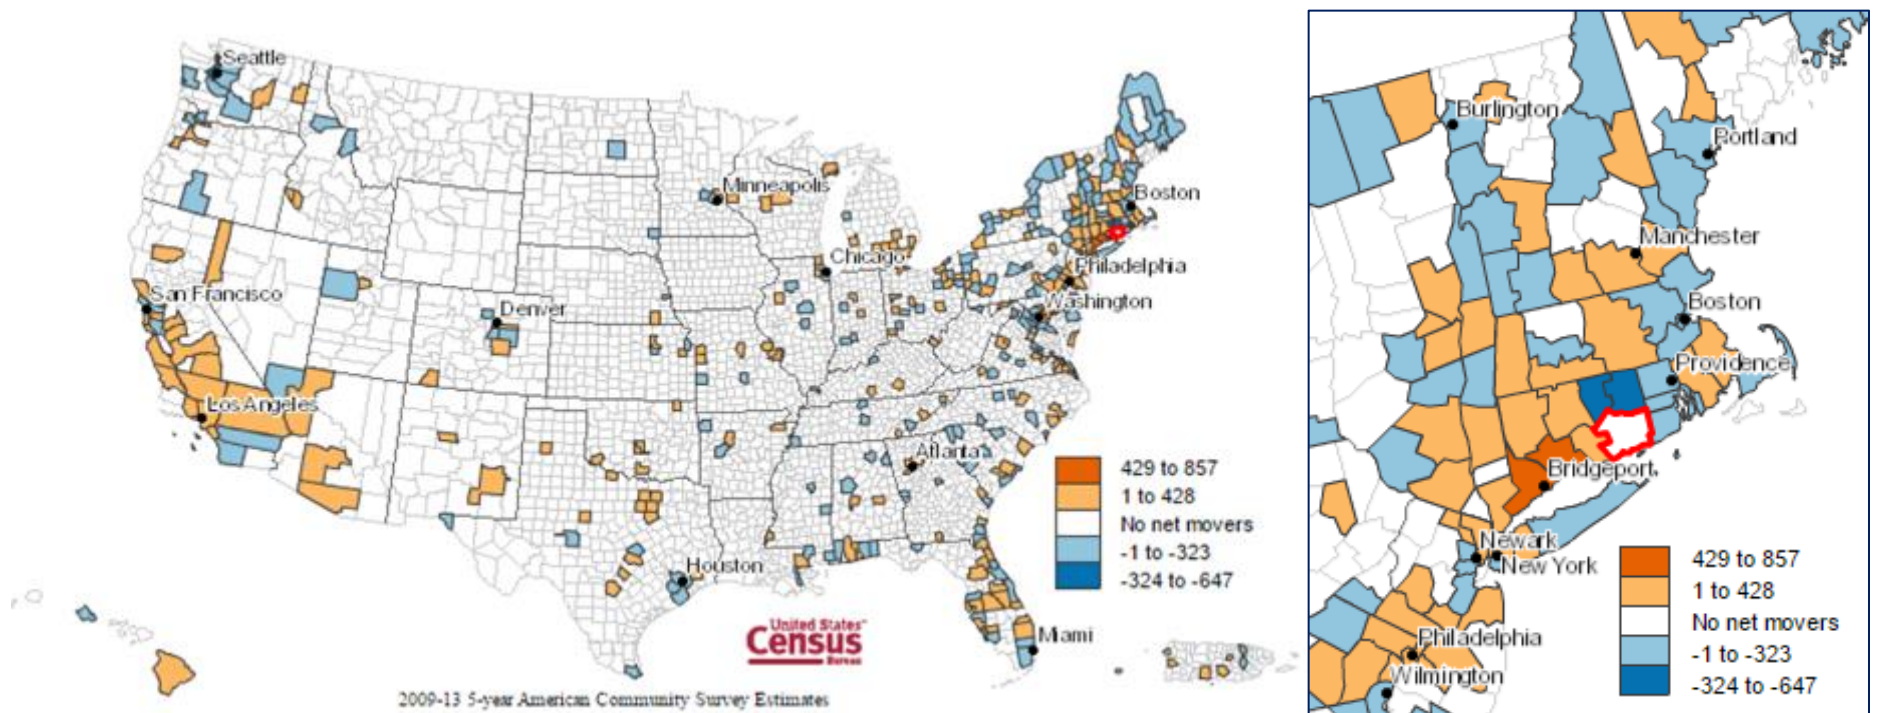 Seattle
Minneapolis
Boston
Chicago
Philadelphia
Washington
San Francisco
Denver
Los Angeles
Atlanta
429 to 857
1 to 428
No net movers
-1 to -323
-324 to -647
Houston
United States™
Census
Bureau
Miami
2009-13 5-year American Community Survey Estimates
Burlington
Portland
Manchester
Boston
Providence
Bridgeport
Newark
New York
429 to 857
1 to 428
No net movers
-1 to -323
-324 to -647
Philadelphia
Wilmington